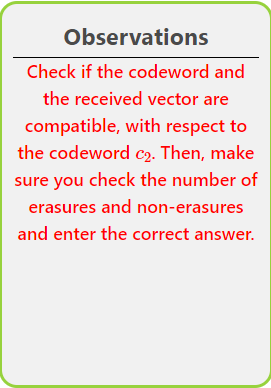 Observations
Check if the codeword and
the received vector are
compatible, with respect to
the codeword c₂. Then, make
sure you check the number of
erasures and non-erasures
and enter the correct answer.